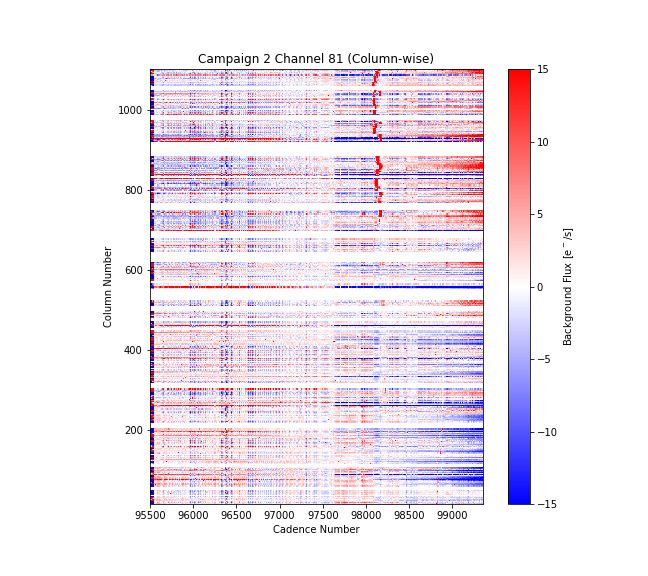 Campaign 2 Channel 81 (Column-wise)
Column Number
1000
800
600
400
200
95500 96000 96500 97000 97500 98000 98500 99000
Cadence Number
15
10
5
0
−5
−10
−15
Background Flux [e⁻/s]